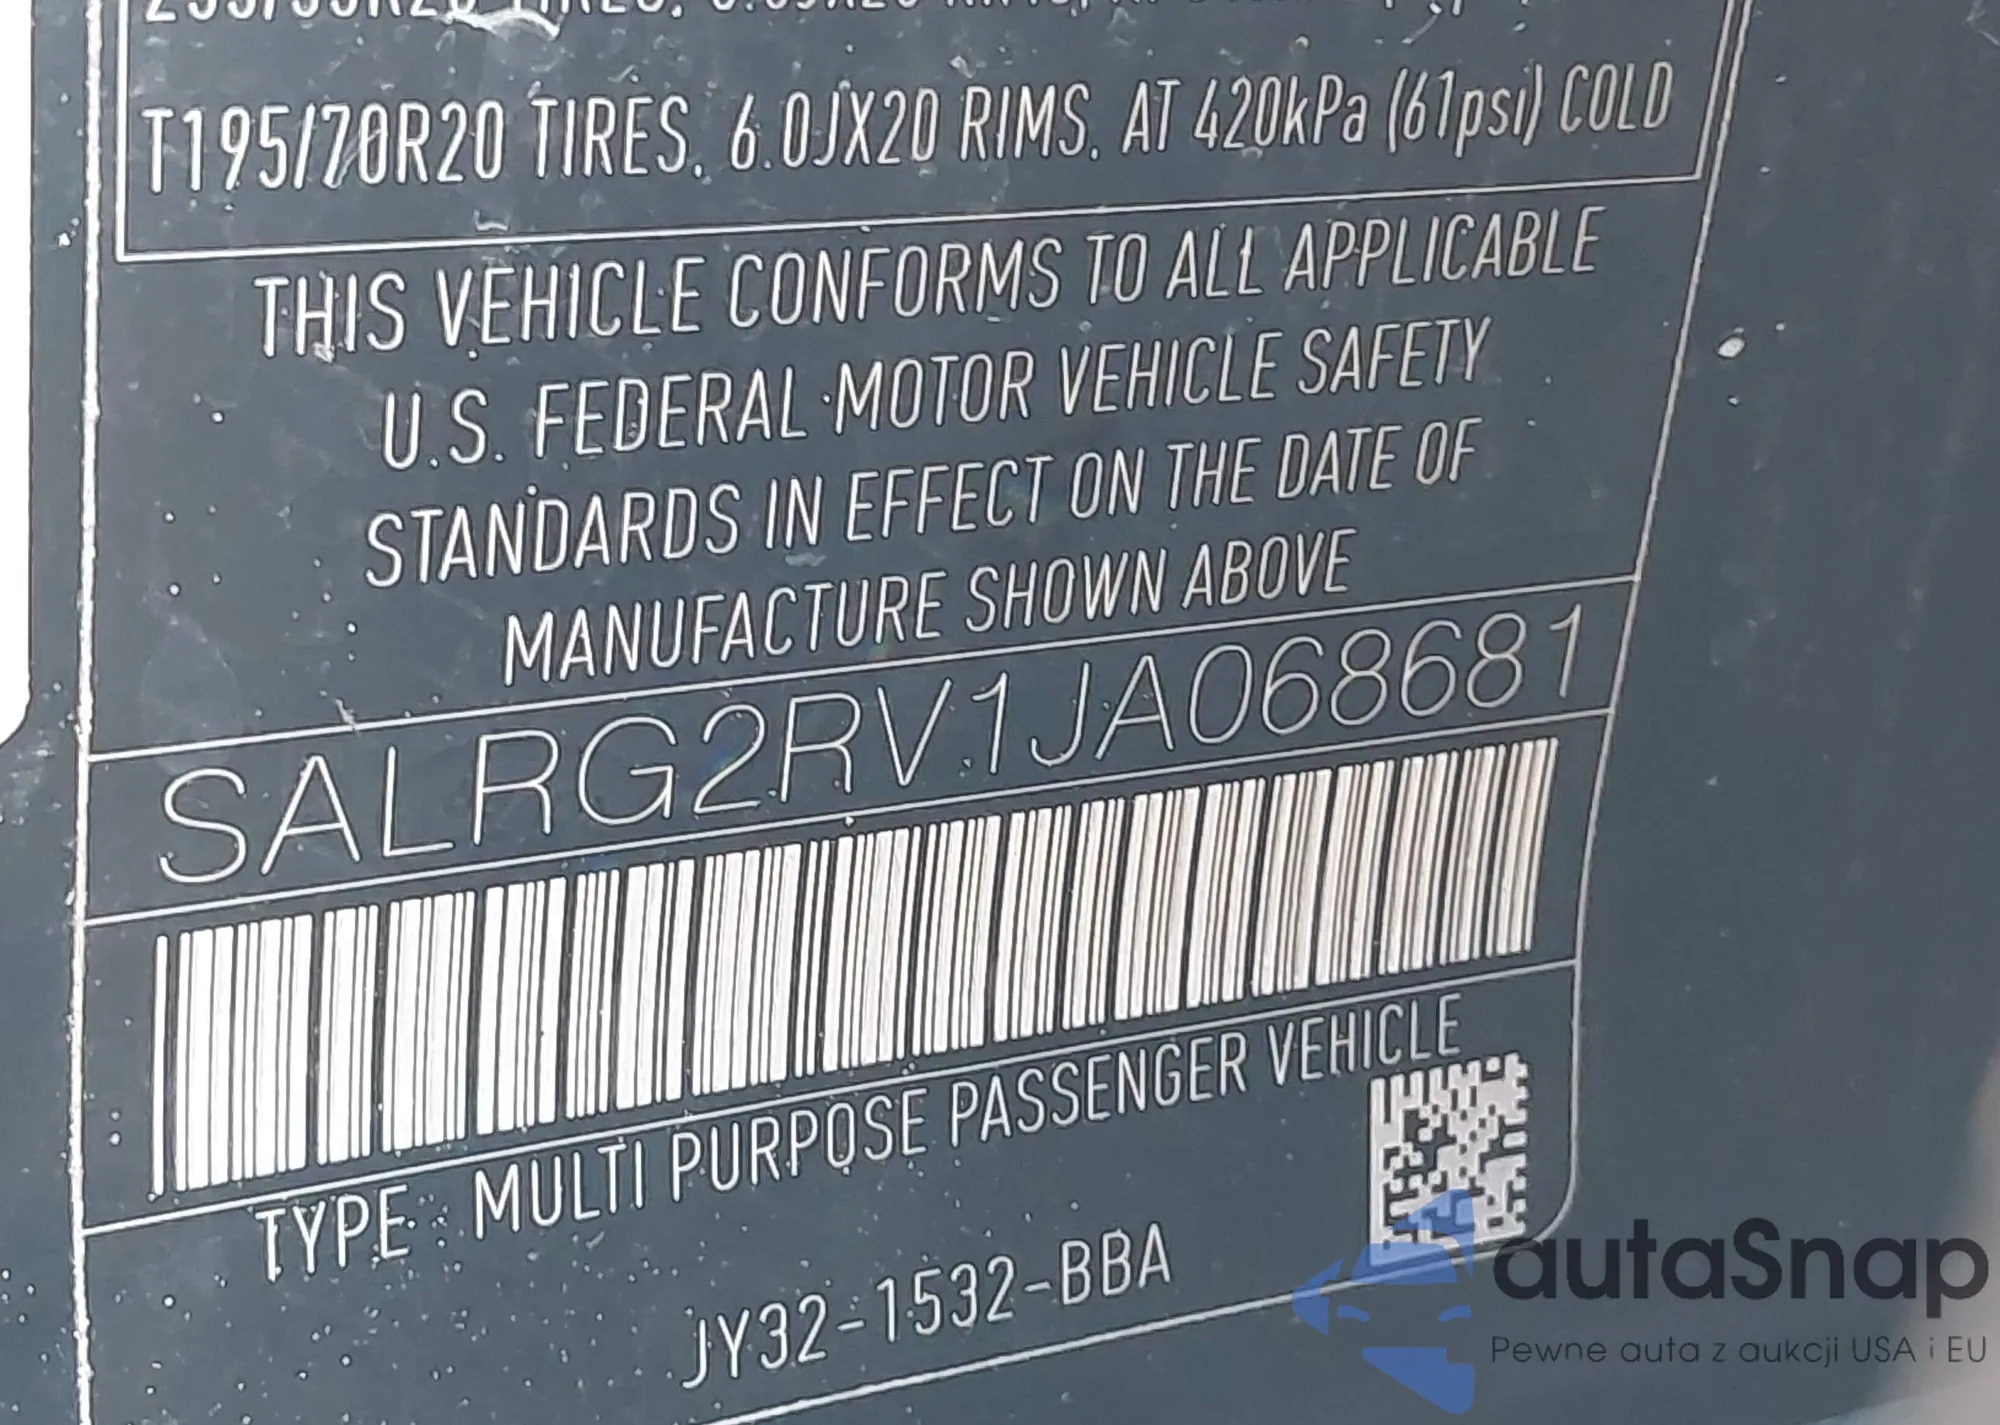 T195/70R20 TIRES, 6.0JX20 RIMS, AT 420kPa (61psi) COLD
THIS VEHICLE CONFORMS TO ALL APPLICABLE
U.S. FEDERAL MOTOR VEHICLE SAFETY
STANDARDS IN EFFECT ON THE DATE OF
MANUFACTURE SHOWN ABOVE
SALRG2RV1JA068681
TYPE: MULTI PURPOSE PASSENGER VEHICLE
JY32-1532-BBA
autaSnap
Pewne auta z aukcji USA i EU